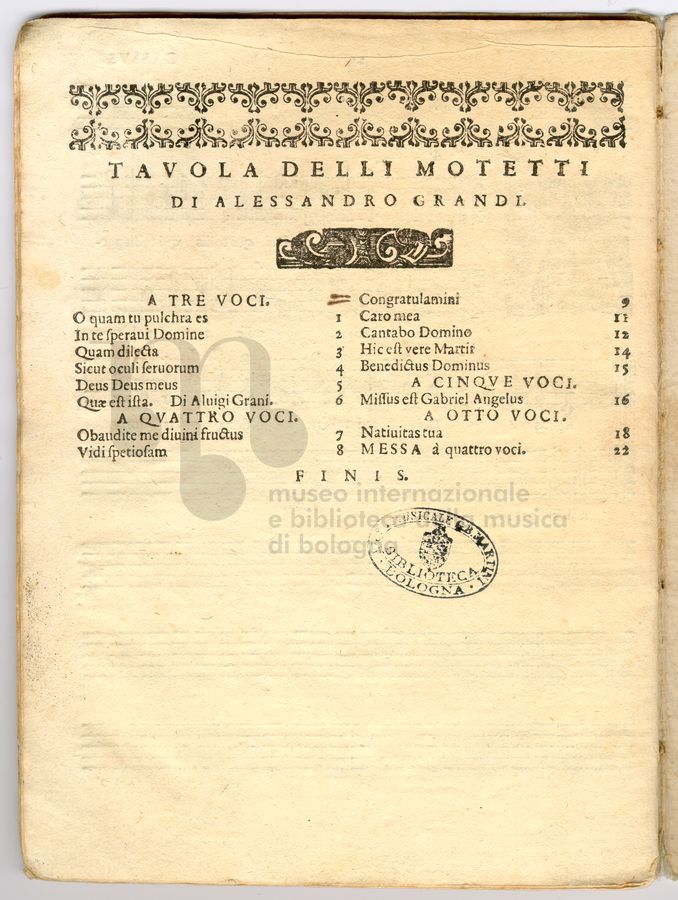 TAVOLA DELLI MOTETTI
DI ALESSANDRO GRANDI.
A TRE VOCI.
O quam tu pulchra es 1
In te ſperaui Domine 2
Quam dilecta 3
Sicut oculi ſeruorum 4
Deus Deus meus 5
Quæ eſt iſta. Di Aluigi Grani. 6
A QVATTRO VOCI.
Obaudite me diuini fructus 7
Vidi ſpetioſam 8
Congratulamini 9
Caro mea 11
Cantabo Domino 12
Hic eſt vere Martir 14
Benedictus Dominus 15
A CINQVE VOCI.
Miſſus eſt Gabriel Angelus 16
A OTTO VOCI.
Natiuitas tua 18
MESSA à quattro voci. 22
FINIS.
museo internazionale
e biblioteca della musica
di bologna
MUSICALE G.B. MARTINI
BIBLIOTECA
BOLOGNA